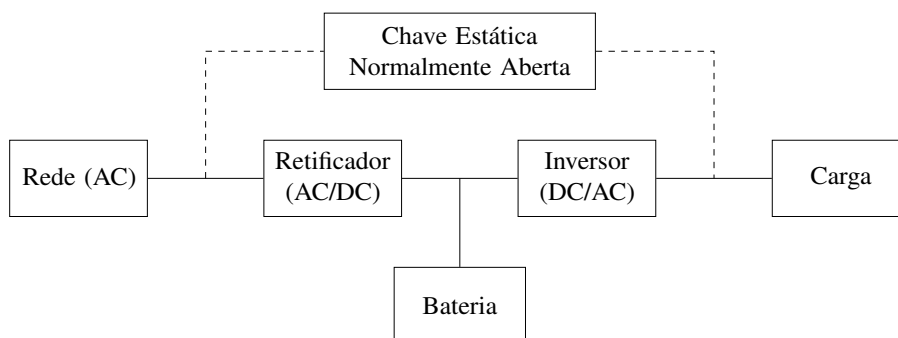 Chave Estática
Normalmente Aberta
Rede (AC)
Retificador
(AC/DC)
Inversor
(DC/AC)
Carga
Bateria